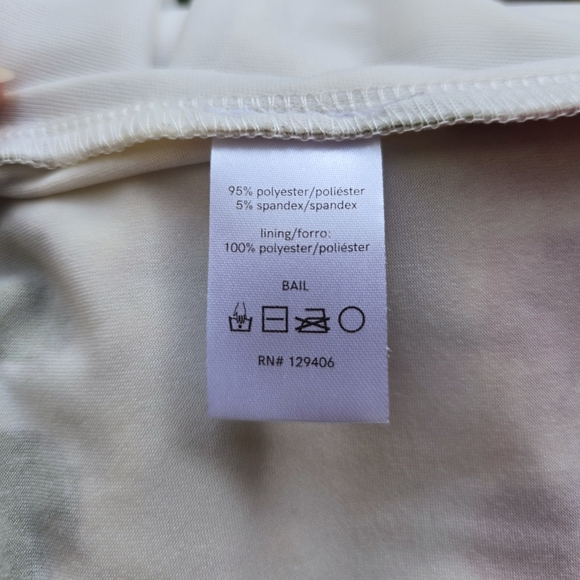 95% polyester/poliéster
5% spandex/spandex
lining/forro:
100% polyester/poliéster
BAIL
RN# 129406